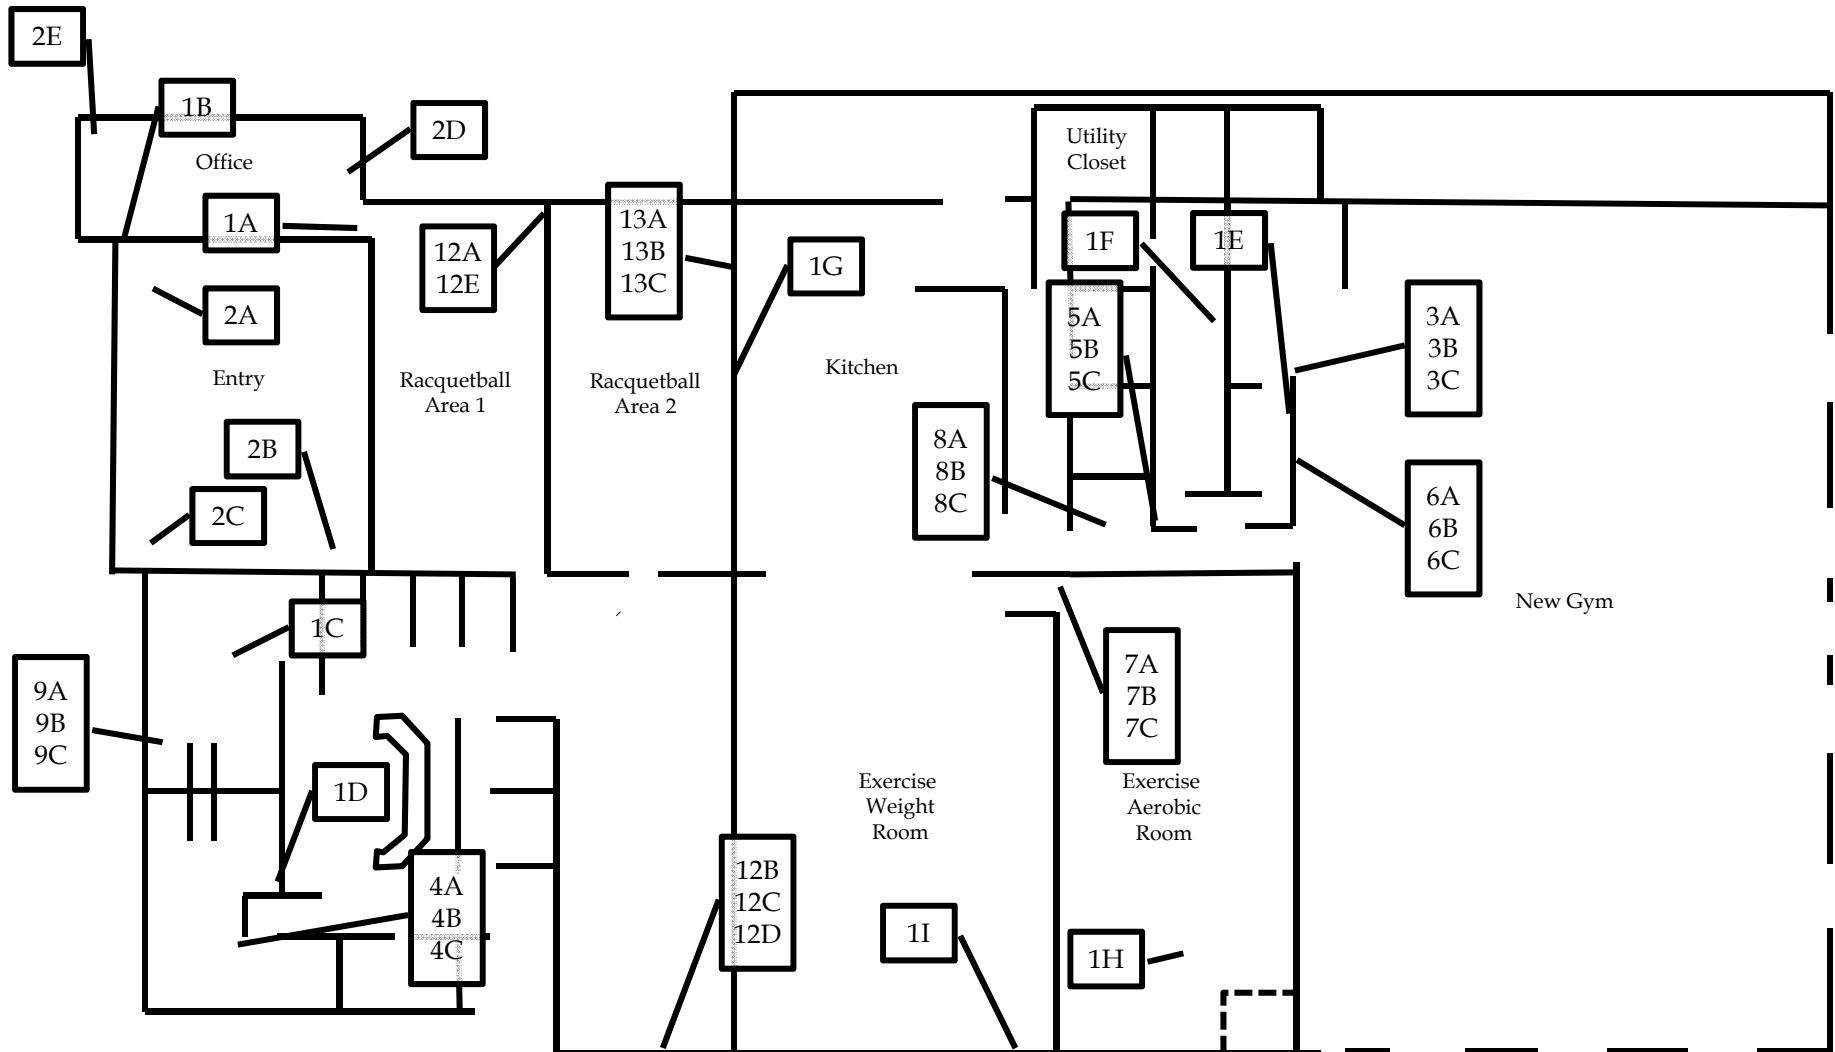 2E
1B
2D
Office
Utility
Closet
1A
12A
12E
13A
13B
13C
1G
1F
1E
2A
5A
5B
5C
3A
3B
3C
Entry
Racquetball
Area 1
Racquetball
Area 2
Kitchen
2B
8A
8B
8C
2C
6A
6B
6C
New Gym
1C
9A
9B
9C
7A
7B
7C
1D
Exercise
Weight
Room
Exercise
Aerobic
Room
4A
4B
4C
12B
12C
12D
1I
1H